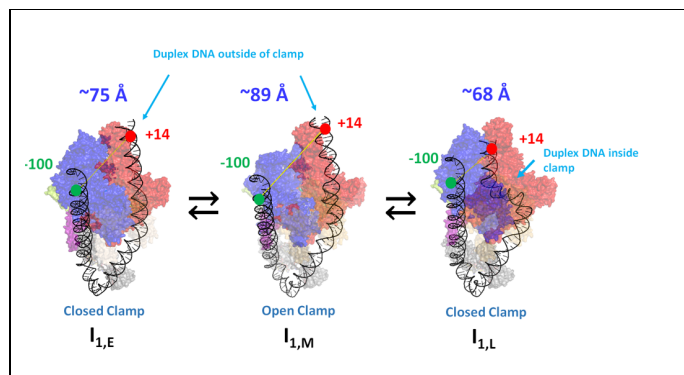 Duplex DNA outside of clamp
~75 Å
~89 Å
~68 Å
+14
+14
+14
-100
-100
-100
Duplex DNA inside
clamp
Closed Clamp
Open Clamp
Closed Clamp
I1,E
I1,M
I1,L